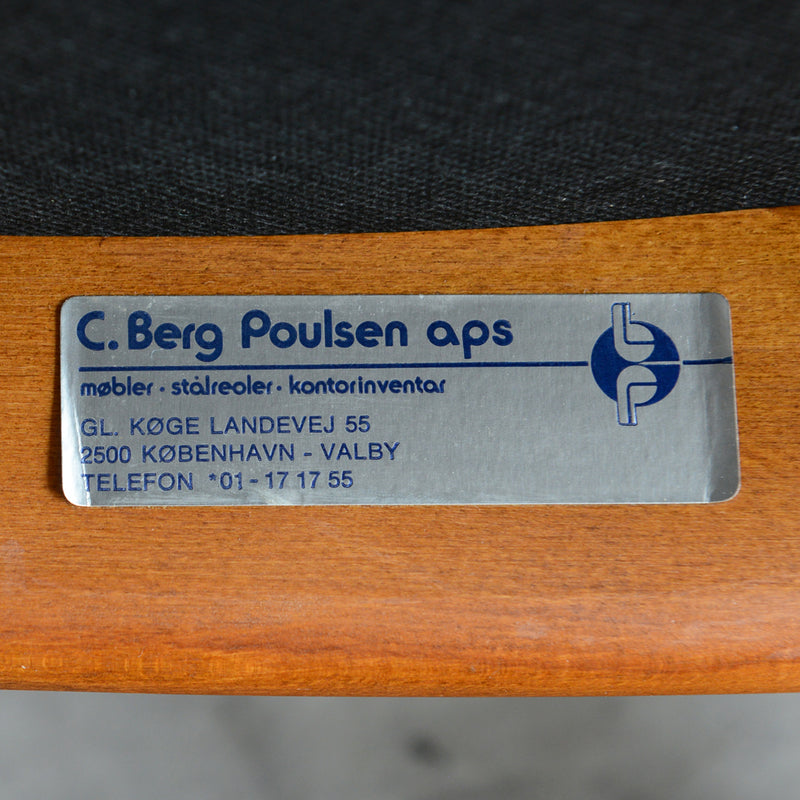 C. Berg Poulsen aps
møbler · stålreoler · kontorinventar
GL. KØGE LANDEVEJ 55
2500 KØBENHAVN - VALBY
TELEFON *01 - 17 17 55